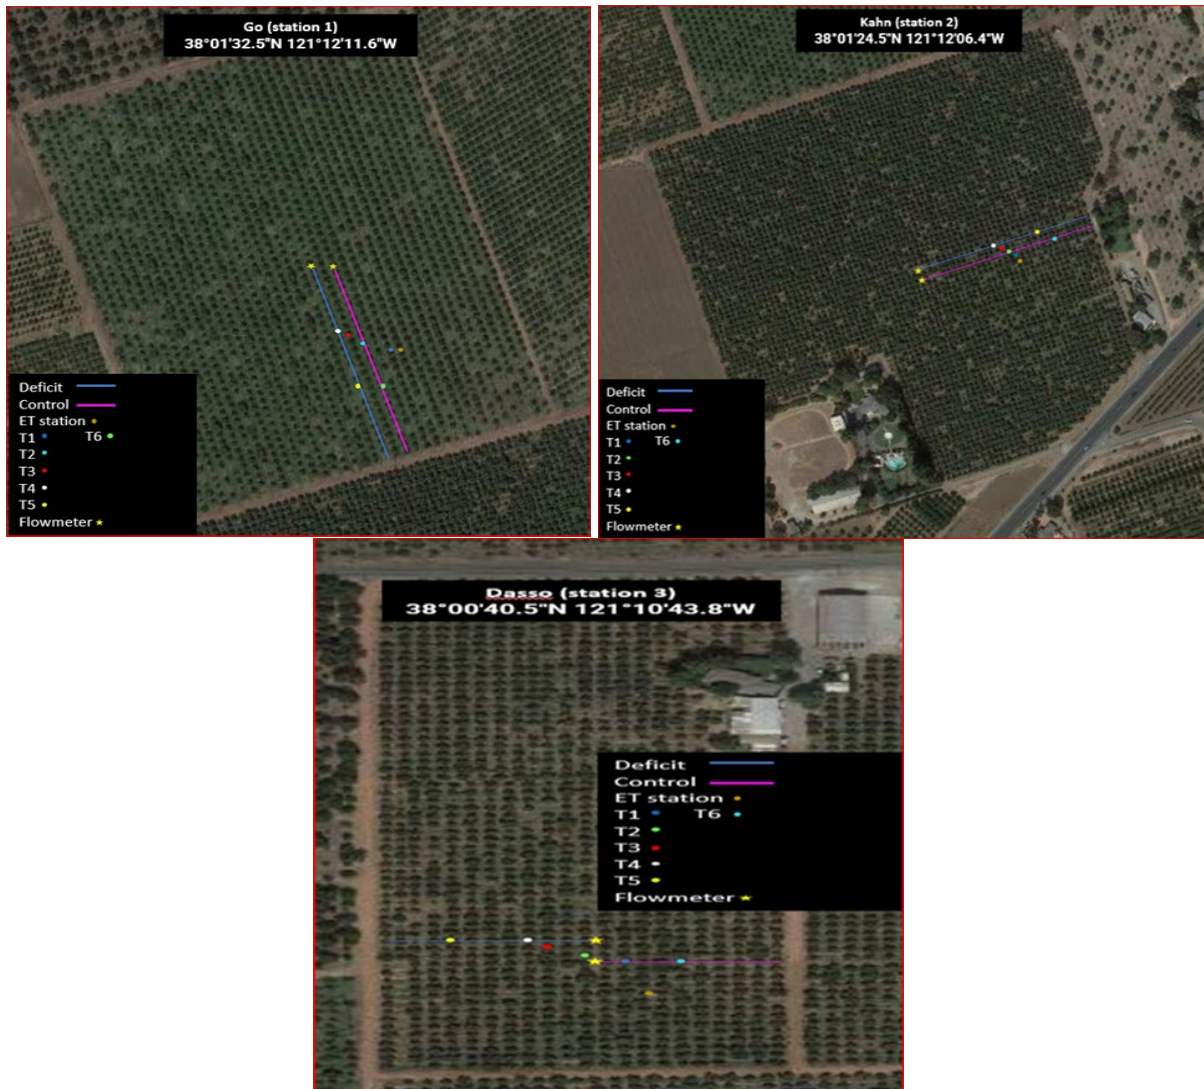 Go (station 1)
38°01'32.5"N 121°12'11.6"W
Deficit
Control
ET station
T1 T6
T2
T3
T4
T5
Flowmeter
Kahn (station 2)
38°01'24.5"N 121°12'06.4"W
Deficit
Control
ET station
T1 T6
T2
T3
T4
T5
Flowmeter
Dasso (station 3)
38°00'40.5"N 121°10'43.8"W
Deficit
Control
ET station
T1 T6
T2
T3
T4
T5
Flowmeter